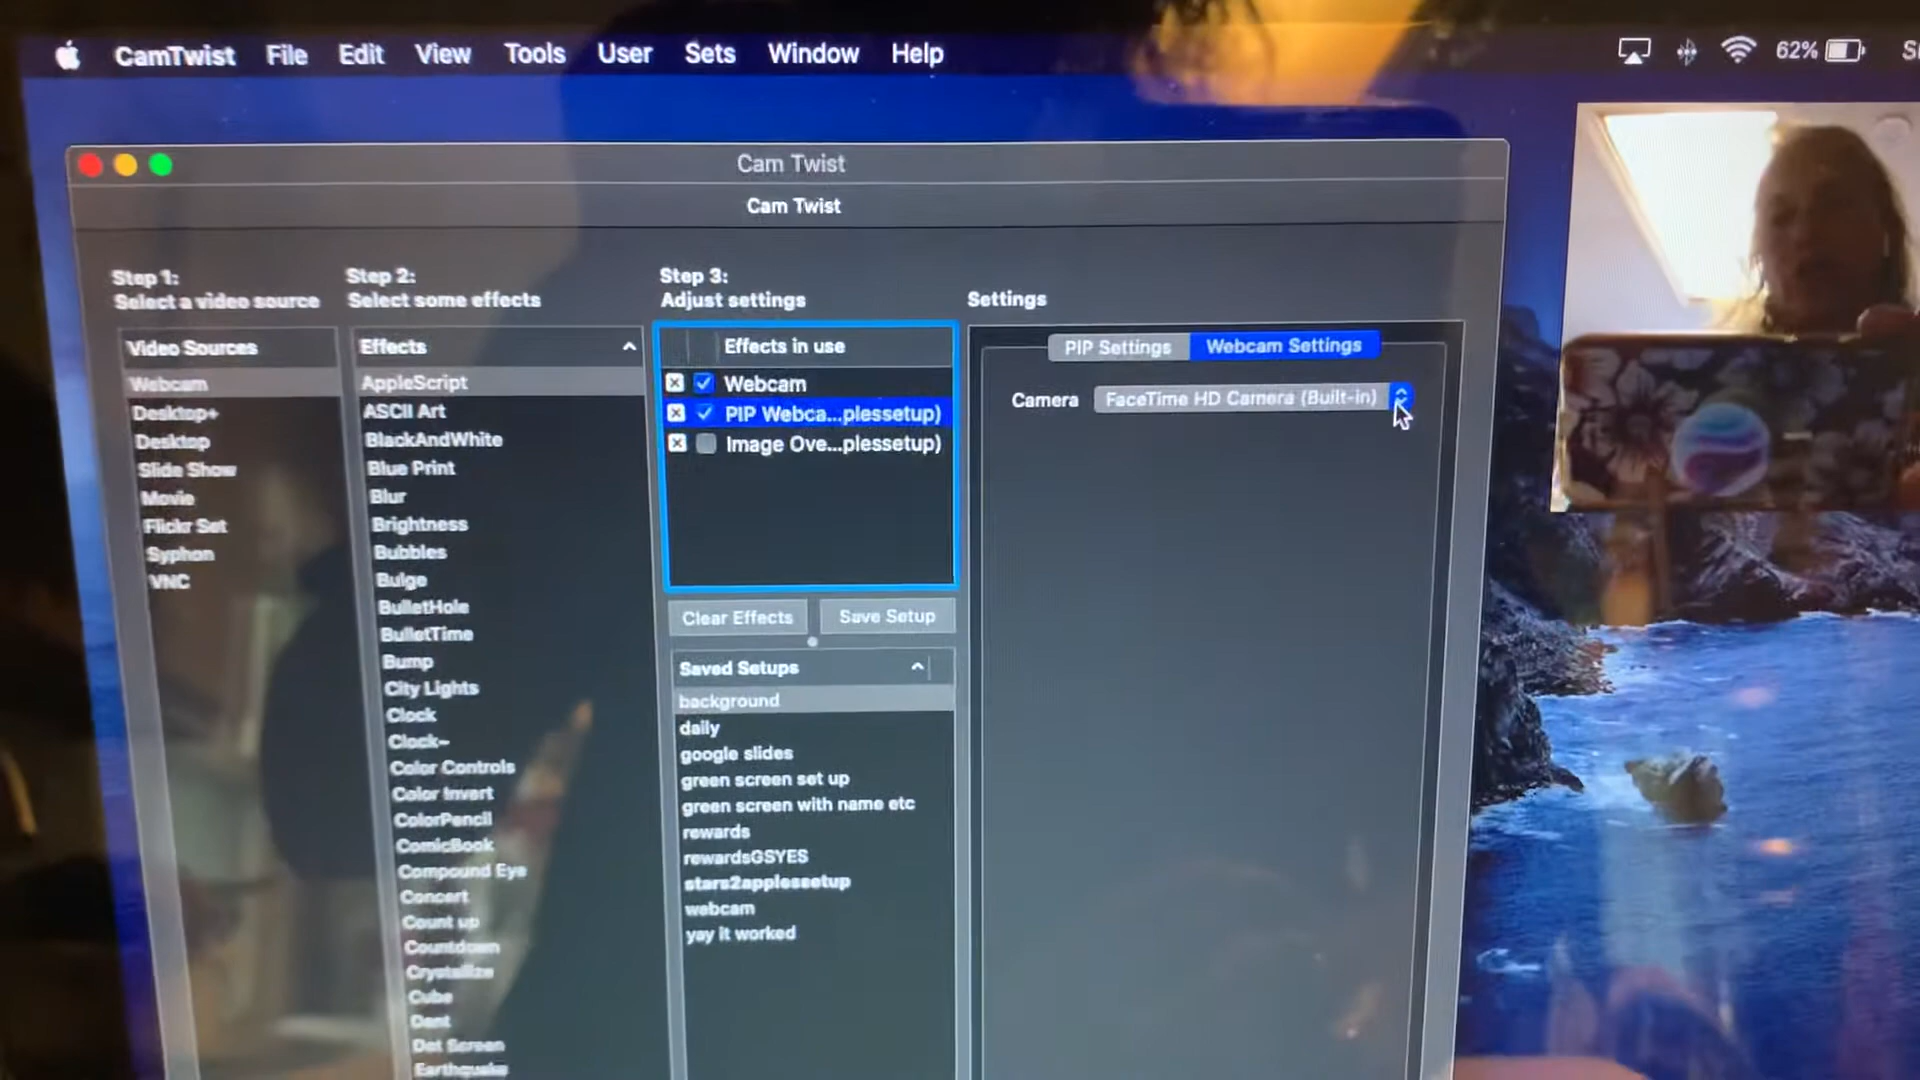 CamTwist File Edit View Tools User Sets Window Help 62%
Cam Twist
Cam Twist
Step 1:
Select a video source
Video Sources
Webcam
Desktop+
Desktop
Slide Show
Movie
Flickr Set
Syphon
VNC
Step 2:
Select some effects
Effects
AppleScript
ASCII Art
BlackAndWhite
Blue Print
Blur
Brightness
Bubbles
Bulge
BulletHole
BulletTime
Bump
City Lights
Clock
Clock~
Color Controls
Color Invert
ColorPencil
ComicBook
Compound Eye
Concert
Count up
Countdown
Crystallize
Cube
Dent
Dot Screen
Earthquake
Step 3:
Adjust settings
Effects in use
Webcam
PIP Webca...plessetup)
Image Ove...plessetup)
Clear Effects Save Setup
Saved Setups
background
daily
google slides
green screen set up
green screen with name etc
rewards
rewardsGSYES
stars2applessetup
webcam
yay it worked
Settings
PIP Settings Webcam Settings
Camera FaceTime HD Camera (Built-in)